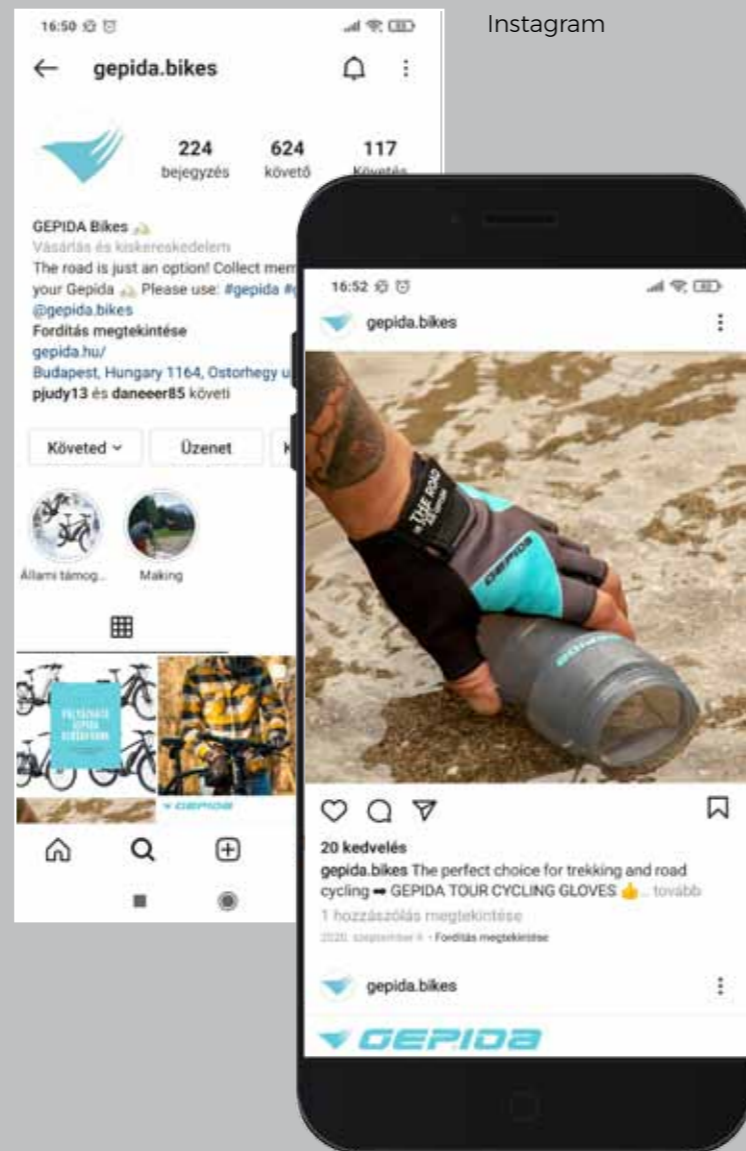 Instagram
16:50
gepida.bikes
224 624 117
bejegyzés követő Követés
GEPIDA Bikes
Vásárlás és kiskereskedelem
The road is just an option! Collect mem
your Gepida Please use: #gepida #g
@gepida.bikes
Fordítás megtekintése
gepida.hu/
Budapest, Hungary 1164, Ostorhegy u
pjudy13 és daneeer85 követi
Követed Üzenet K
Állami támog... Making
GEPIDA
16:52
gepida.bikes
THE ROAD
GEPIDA
20 kedvelés
gepida.bikes The perfect choice for trekking and road
cycling ➡ GEPIDA TOUR CYCLING GLOVES 👍... tovább
1 hozzászólás megtekintése
2020. szeptember • Fordítás megtekintése
gepida.bikes
GEPIDA